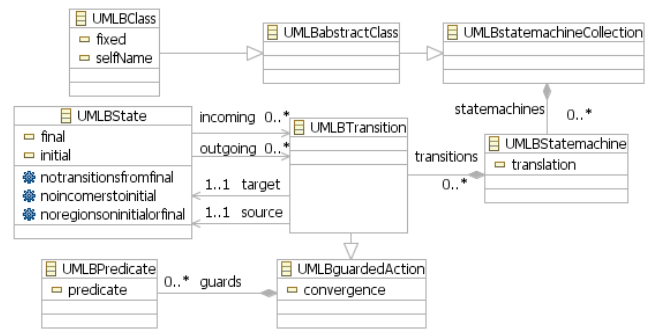 UMLBClass
fixed
selfName
UMLBabstractClass
UMLBstatemachineCollection
statemachines
0..*
UMLBState
final
initial
notransitionsfromfinal
noincomerstoinitial
noregionsoninitialorfinal
incoming 0..*
outgoing 0..*
1..1 target
1..1 source
UMLBTransition
transitions
0..*
UMLBStatemachine
translation
UMLBPredicate
predicate
0..* guards
UMLBguardedAction
convergence